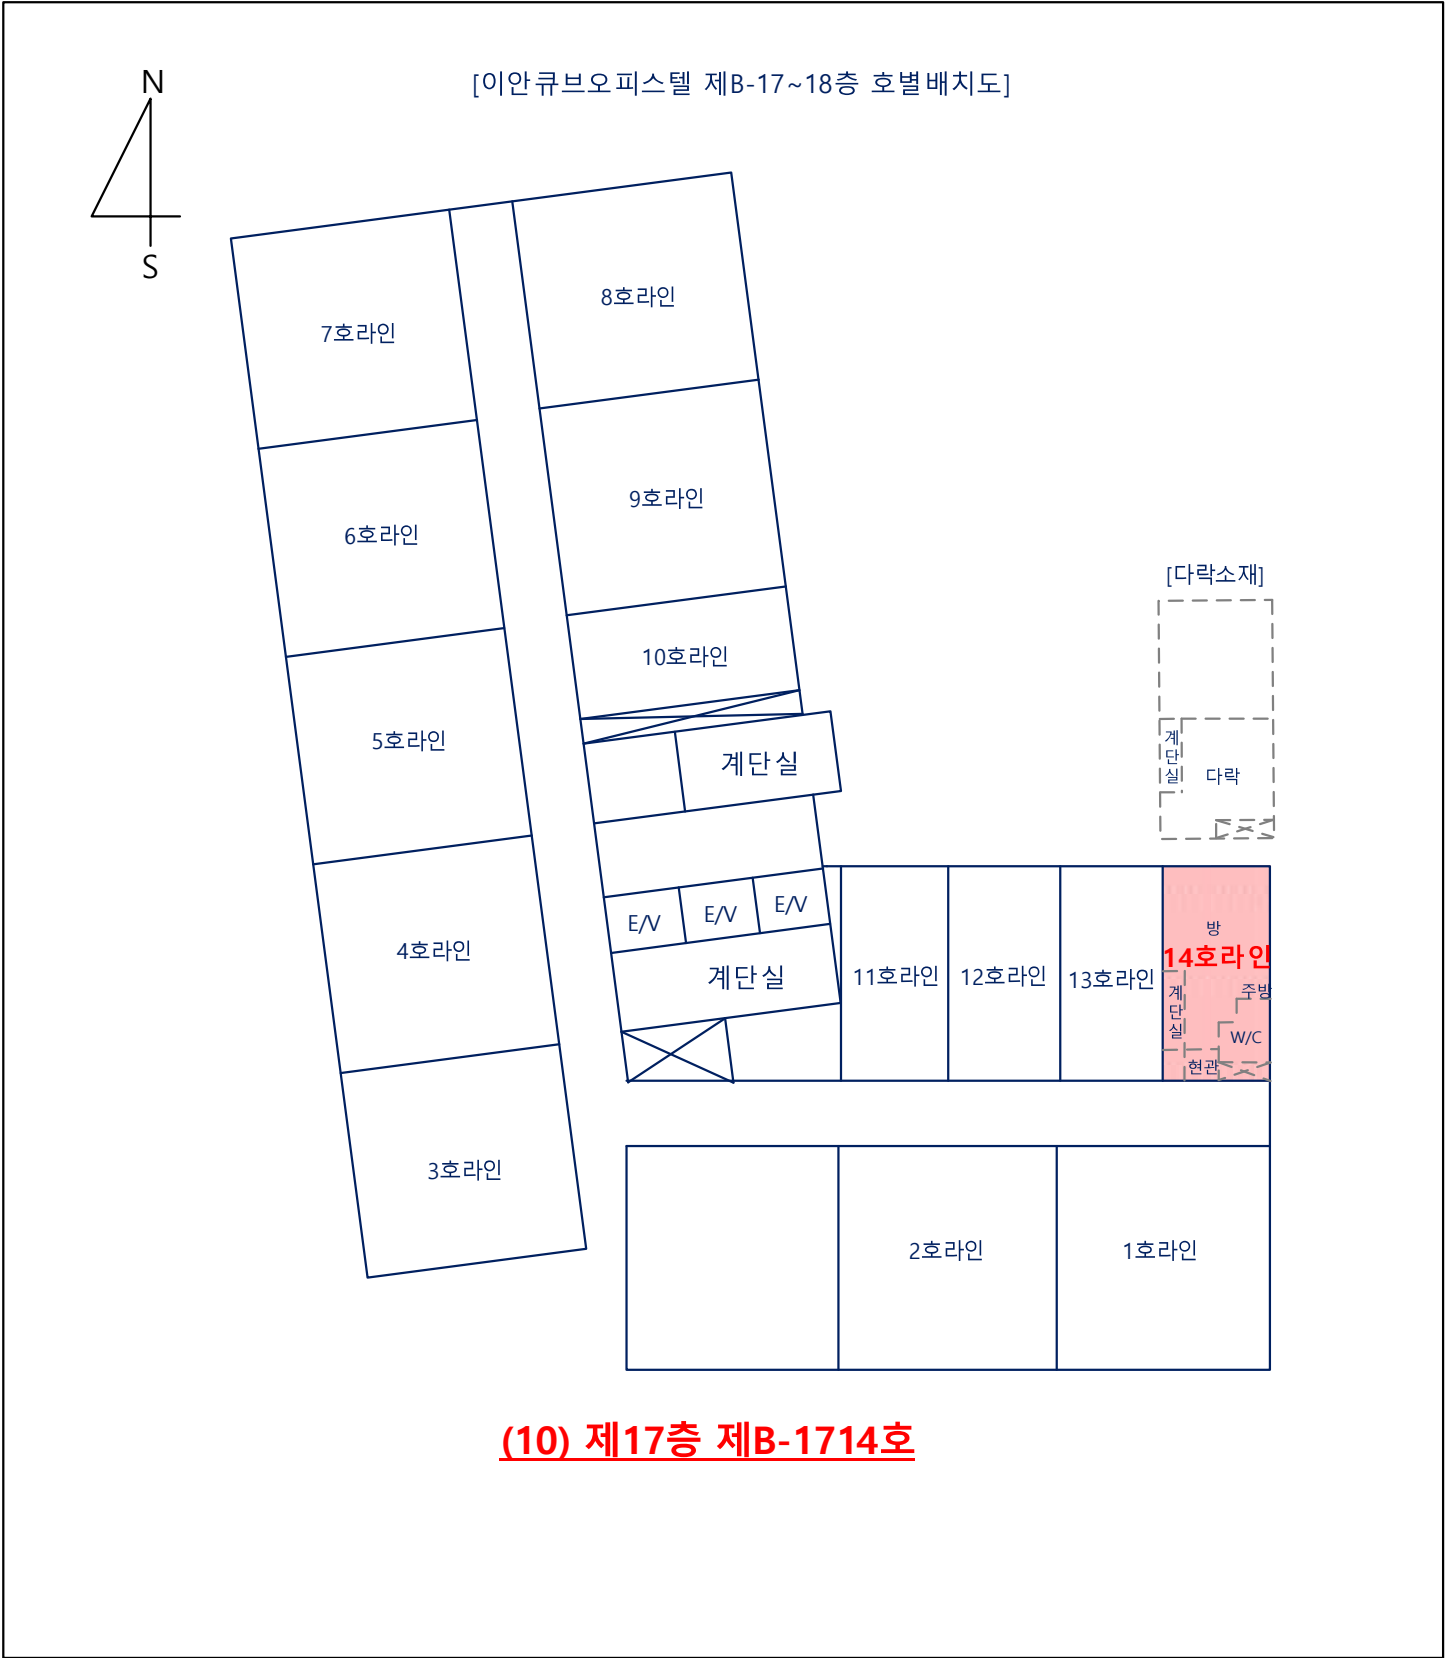 N
[이안큐브오피스텔 제B-17~18층 호별배치도]
S
8호라인
7호라인
9호라인
6호라인
[다락소재]
10호라인
5호라인
계단실
계단실
다락
E/V
E/V
E/V
방
14호라인
4호라인
계단실
11호라인
12호라인
13호라인
주방
계단실
W/C
현관
3호라인
2호라인
1호라인
(10) 제17층 제B-1714호